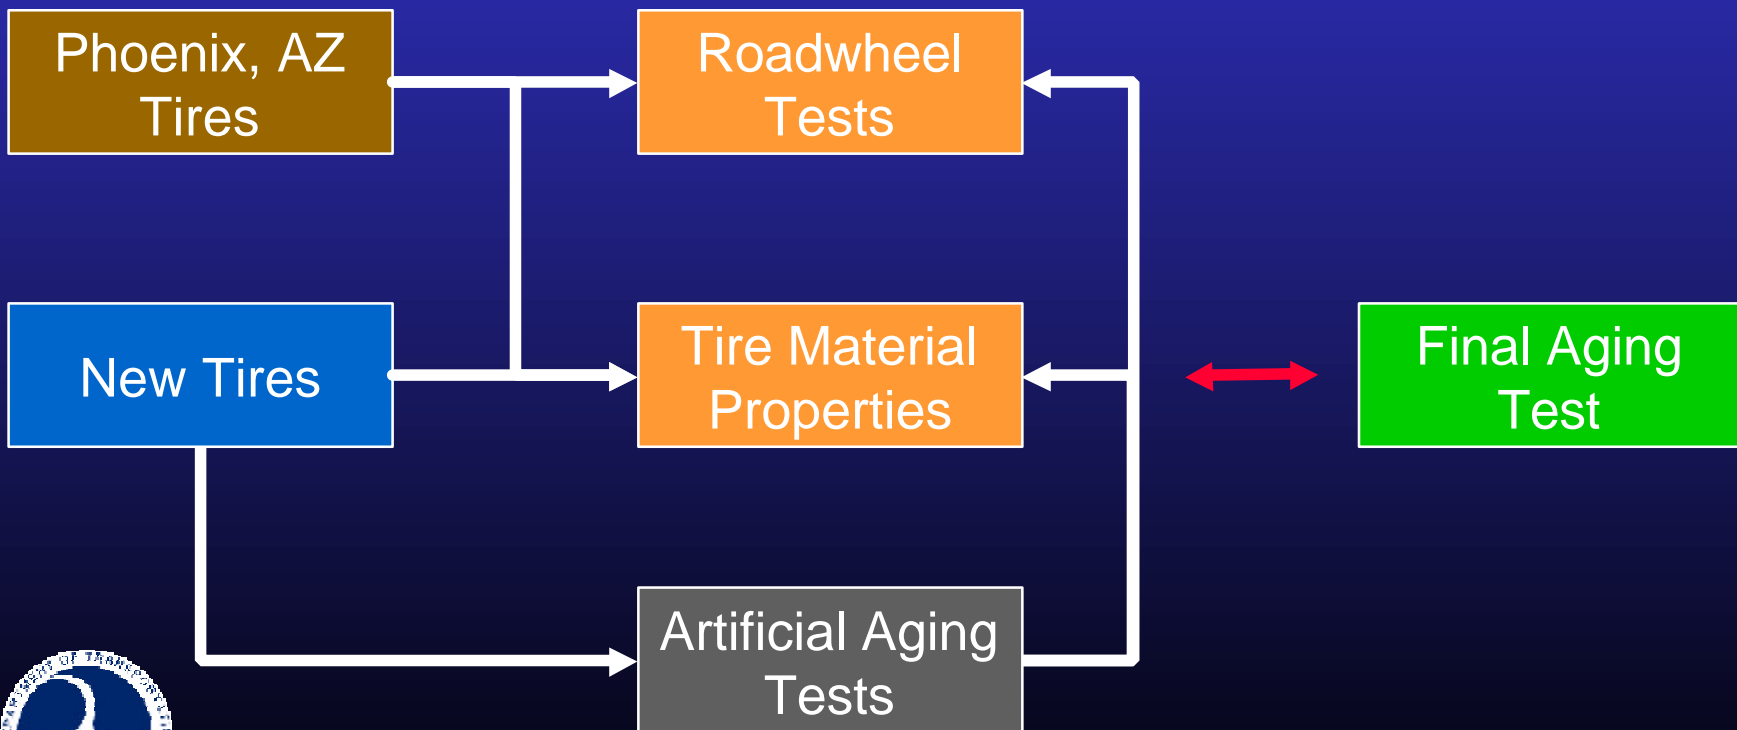 Phoenix, AZ
Tires
Roadwheel
Tests
New Tires
Tire Material
Properties
Final Aging
Test
Artificial Aging
Tests